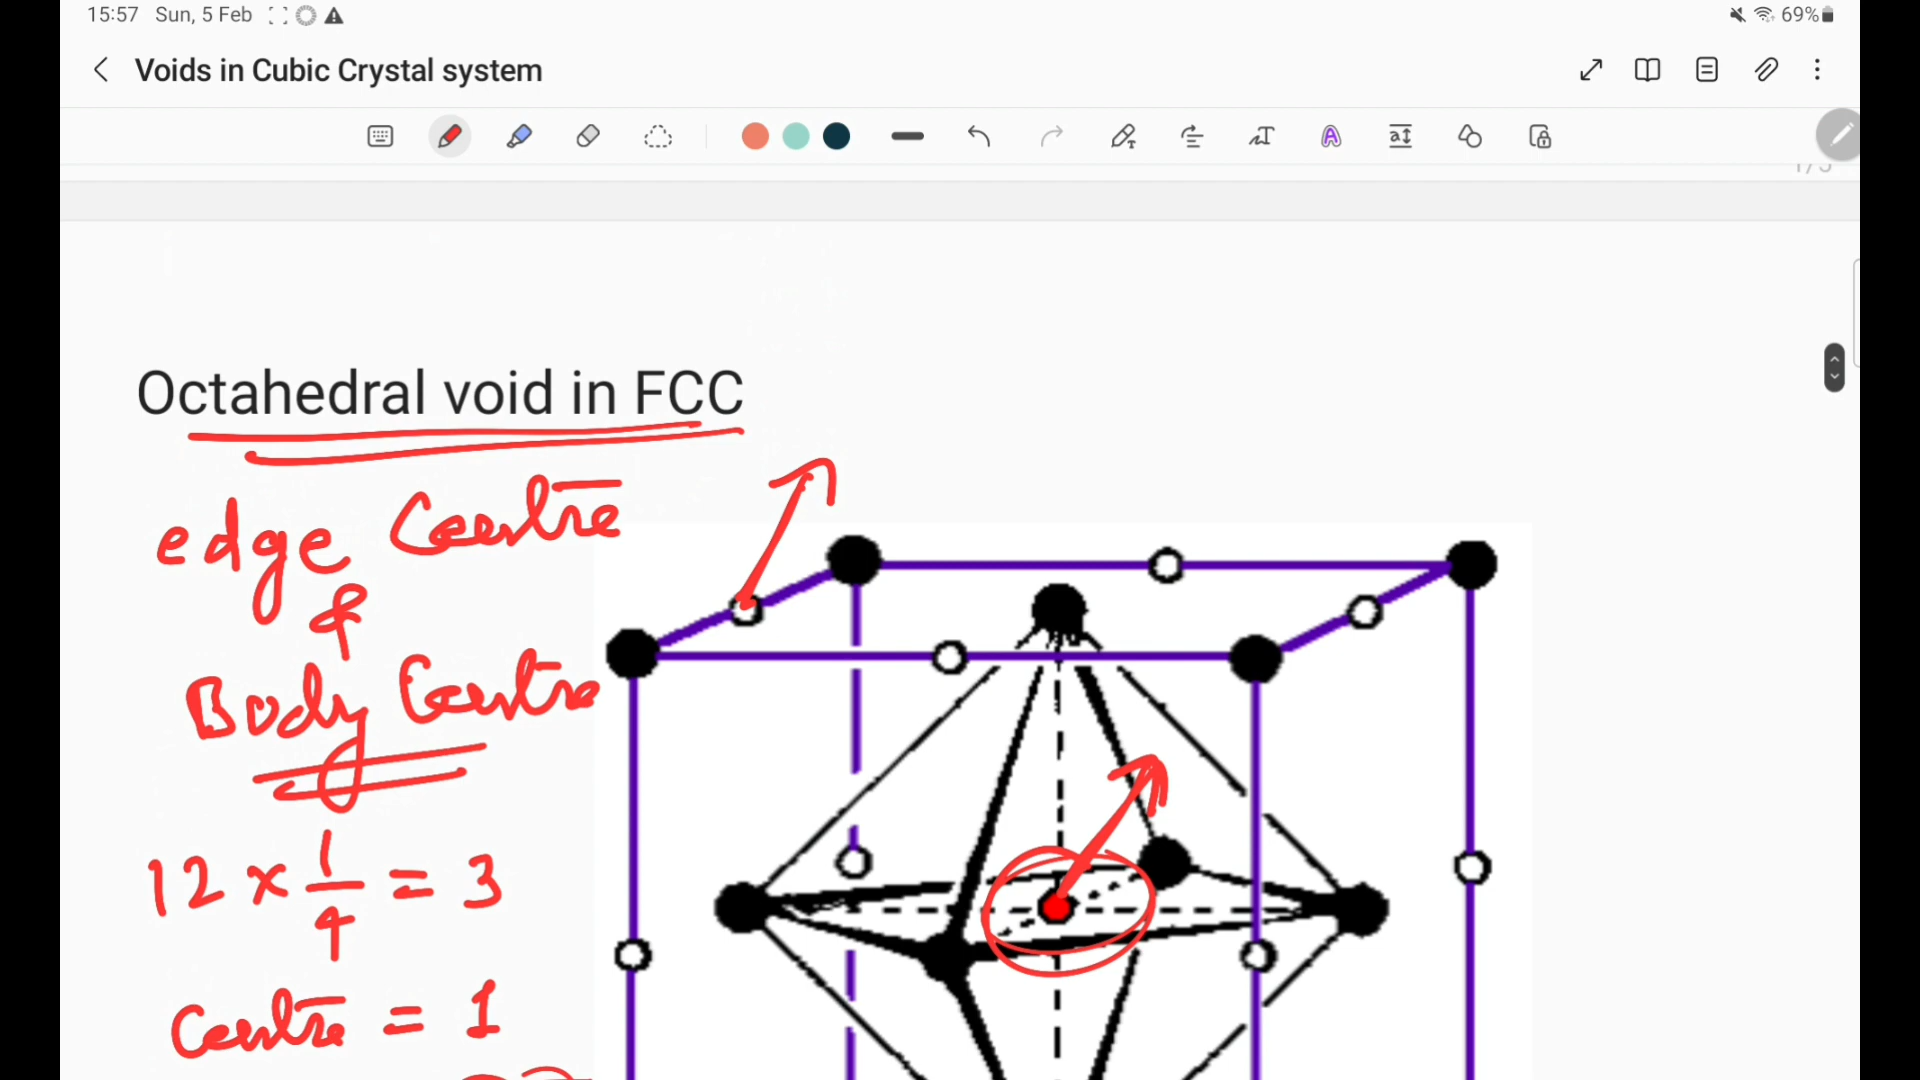 15:57 Sun, 5 Feb
69%
Voids in Cubic Crystal system
Octahedral void in FCC
edge Centre
&
Body Centre
12 × 1/4 = 3
Centre = 1